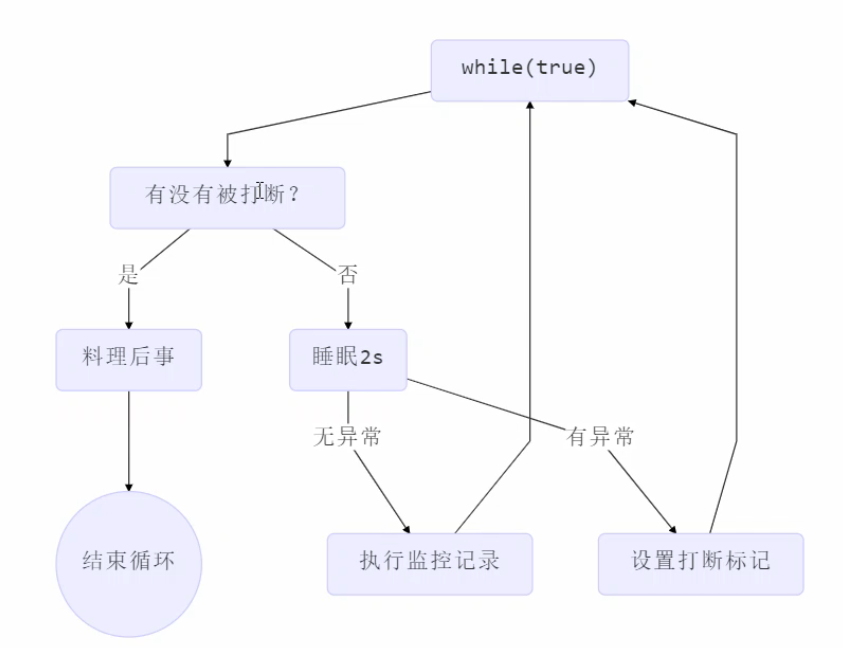 while(true)
有没有被打断？
是
否
料理后事
睡眠2s
无异常
有异常
结束循环
执行监控记录
设置打断标记